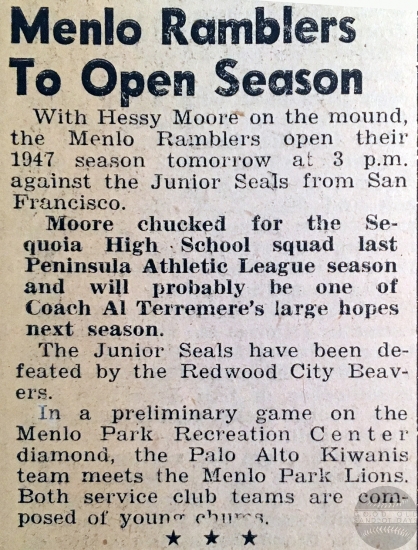 Menlo Ramblers
To Open Season
With Hessy Moore on the mound,
the Menlo Ramblers open their
1947 season tomorrow at 3 p.m.
against the Junior Seals from San
Francisco.
Moore chucked for the Se-
quoia High School squad last
Peninsula Athletic League season
and will probably be one of
Coach Al Terremere's large hopes
next season.
The Junior Seals have been de-
feated by the Redwood City Beav-
ers.
In a preliminary game on the
Menlo Park Recreation Center
diamond, the Palo Alto Kiwanis
team meets the Menlo Park Lions.
Both service club teams are com-
posed of young
★ ★ ★